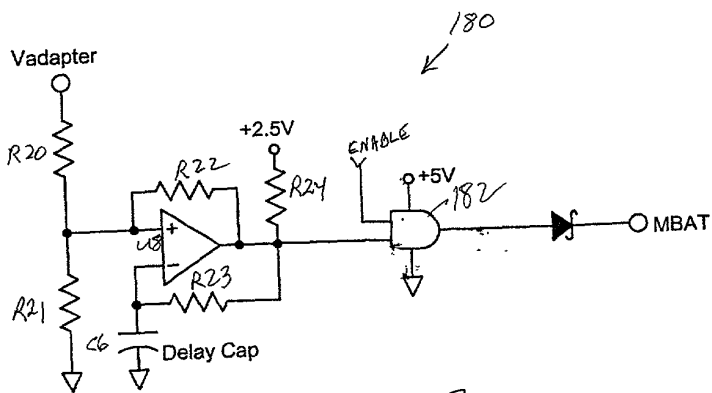 180
Vadapter
R20
+2.5V
ENABLE
R22
R24
+5V
182
+
U8
-
MBAT
R23
R21
C6
Delay Cap